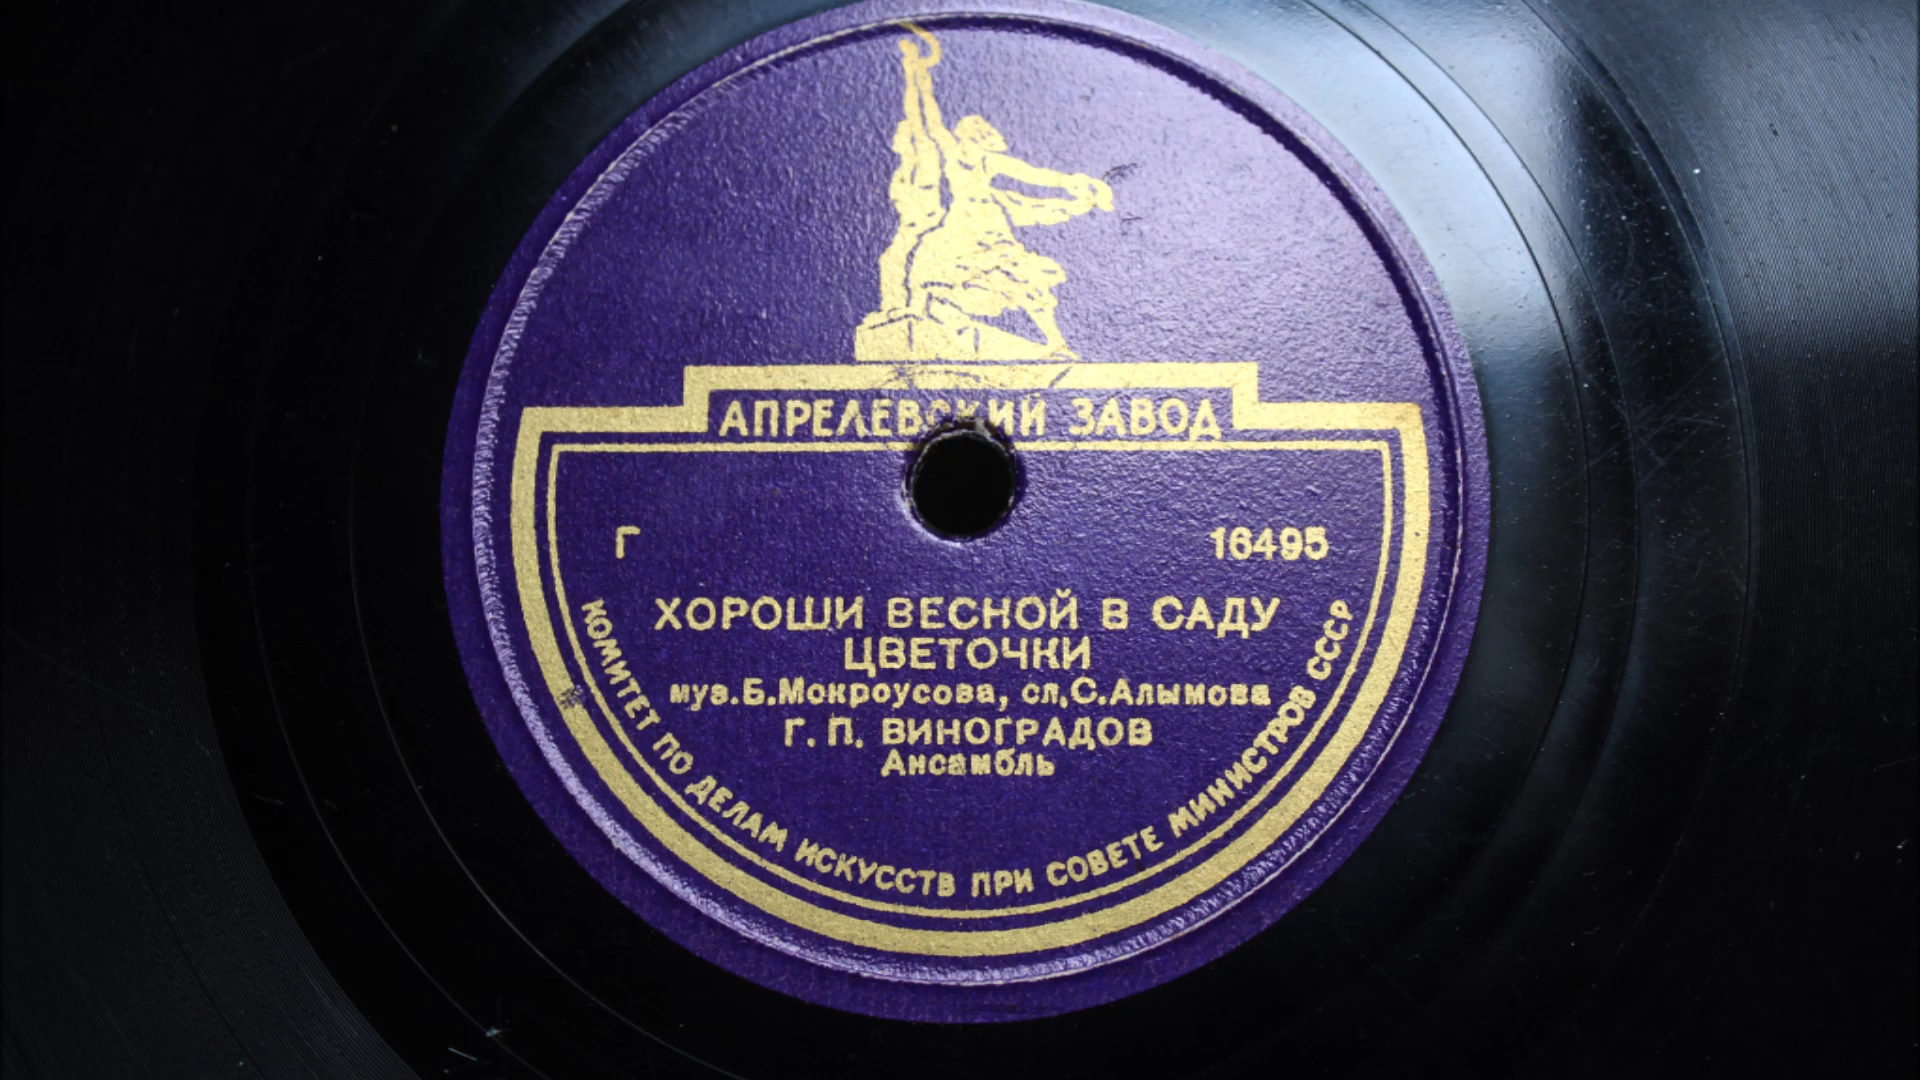 АПРЕЛЕВСКИЙ ЗАВОД
Г 16495
ХОРОШИ ВЕСНОЙ В САДУ
ЦВЕТОЧКИ
муз.Б.Мокроусова, сл.С.Алымова
Г. П. ВИНОГРАДОВ
Ансамбль
КОМИТЕТ ПО ДЕЛАМ ИСКУССТВ ПРИ СОВЕТЕ МИНИСТРОВ СССР